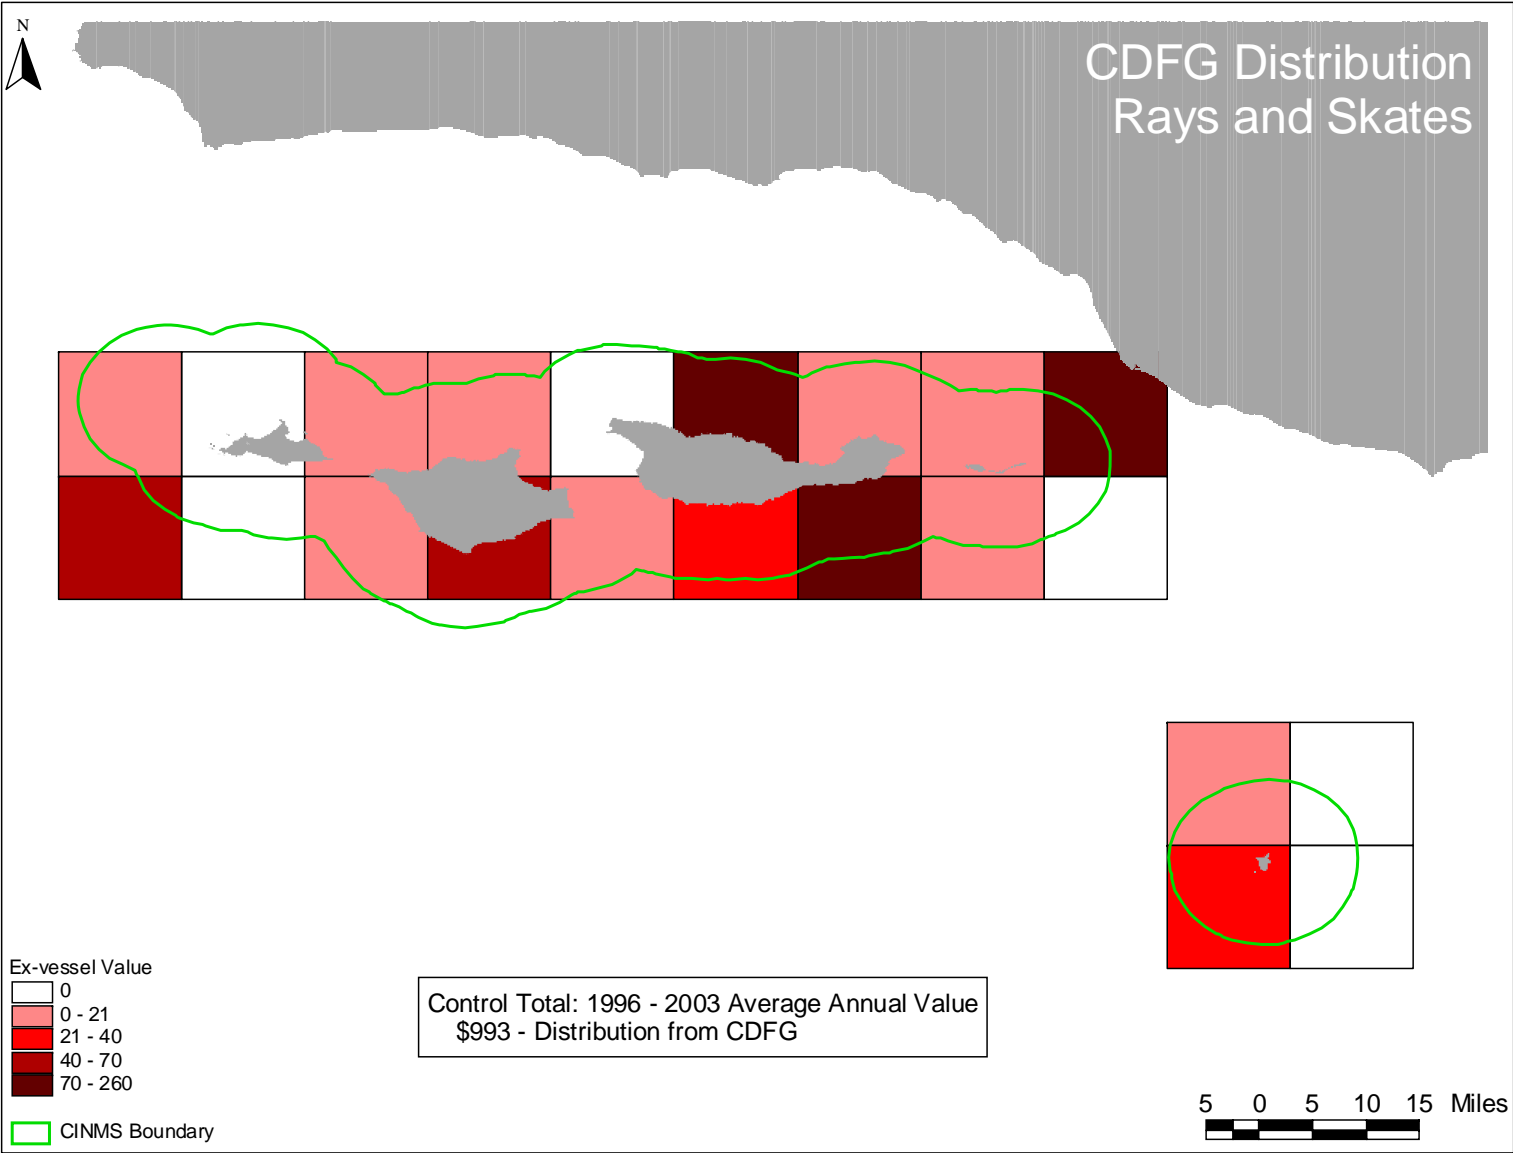 N
CDFG Distribution
Rays and Skates
Ex-vessel Value
0
0 - 21
21 - 40
40 - 70
70 - 260
CINMS Boundary
Control Total: 1996 - 2003 Average Annual Value
$993 - Distribution from CDFG
5 0 5 10 15 Miles